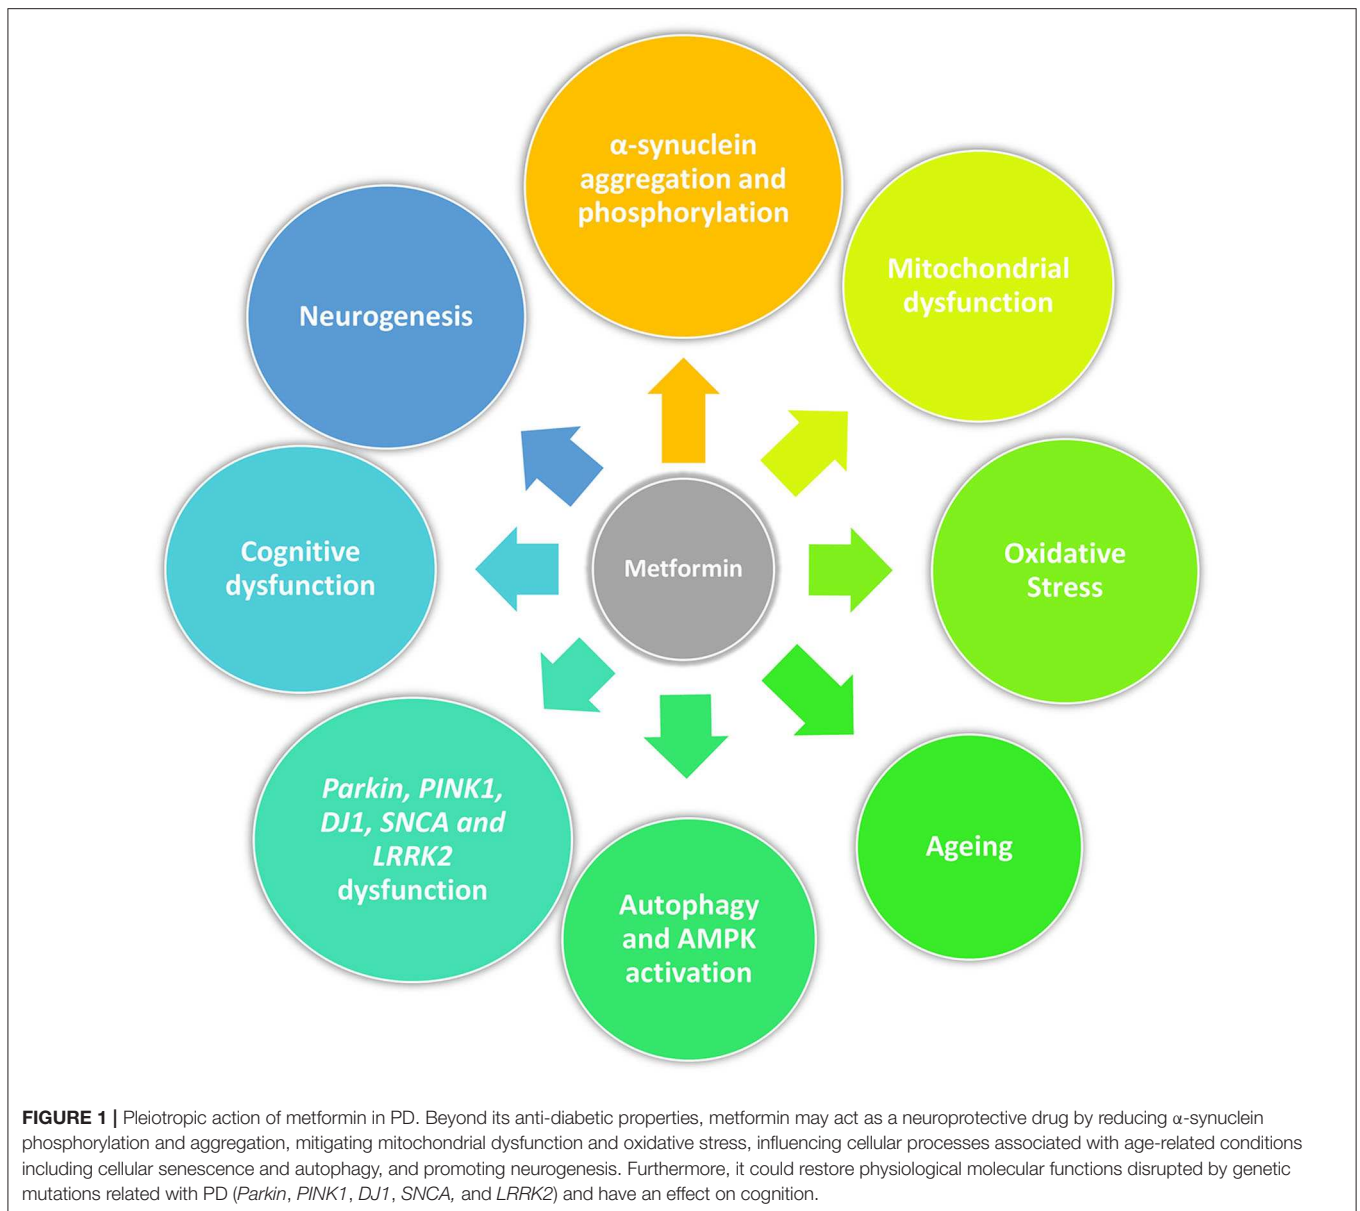 α-synuclein
aggregation and
phosphorylation
Mitochondrial
dysfunction
Oxidative
Stress
Ageing
Autophagy
and AMPK
activation
Parkin, PINK1,
DJ1, SNCA and
LRRK2
dysfunction
Cognitive
dysfunction
Neurogenesis
Metformin
FIGURE 1 | Pleiotropic action of metformin in PD. Beyond its anti-diabetic properties, metformin may act as a neuroprotective drug by reducing α-synuclein
phosphorylation and aggregation, mitigating mitochondrial dysfunction and oxidative stress, influencing cellular processes associated with age-related conditions
including cellular senescence and autophagy, and promoting neurogenesis. Furthermore, it could restore physiological molecular functions disrupted by genetic
mutations related with PD (Parkin, PINK1, DJ1, SNCA, and LRRK2) and have an effect on cognition.